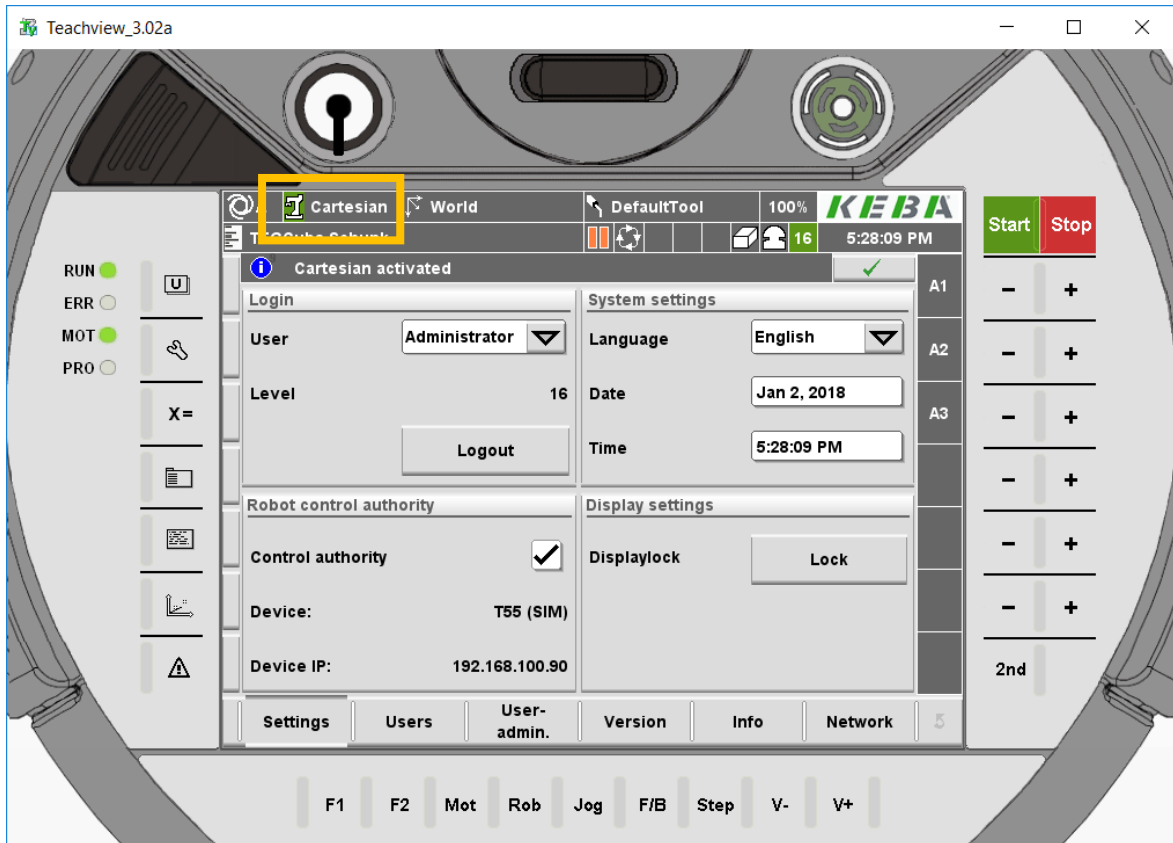 Teachview_3.02a
Cartesian World DefaultTool 100% KEBA
16 5:28:09 PM
Start Stop
Cartesian activated
RUN
ERR
MOT
PRO
U
X=
Login
User Administrator
Level 16
Logout
System settings
Language English
Date Jan 2, 2018
Time 5:28:09 PM
Robot control authority
Control authority
Device: T55 (SIM)
Device IP: 192.168.100.90
Display settings
Displaylock Lock
A1
A2
A3
- +
- +
- +
- +
- +
- +
2nd
Settings Users User-admin. Version Info Network
F1 F2 Mot Rob Jog F/B Step V- V+